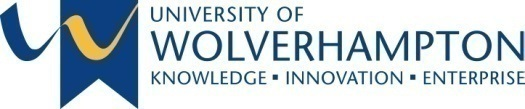 UNIVERSITY OF
WOLVERHAMPTON
KNOWLEDGE ▪ INNOVATION ▪ ENTERPRISE